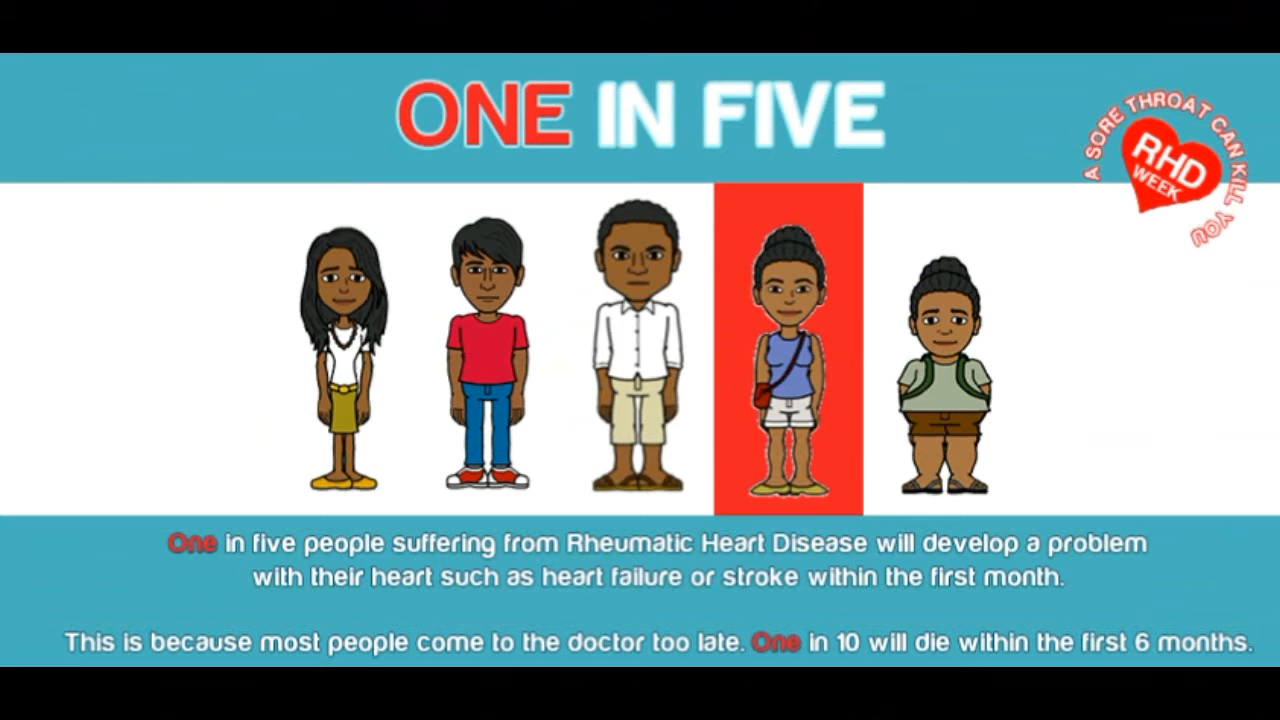 ONE IN FIVE
A SORE THROAT CAN KILL YOU
RHD
WEEK
One in five people suffering from Rheumatic Heart Disease will develop a problem
with their heart such as heart failure or stroke within the first month.
This is because most people come to the doctor too late. One in 10 will die within the first 6 months.